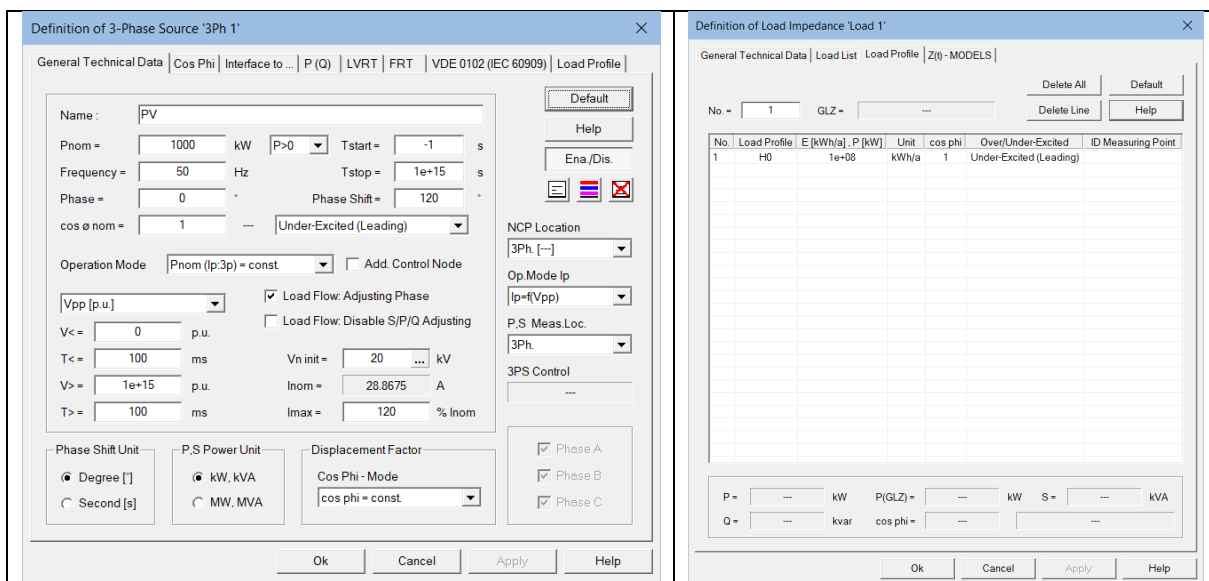 Definition of 3-Phase Source '3Ph 1'
General Technical Data Cos Phi Interface to ... P (Q) LVRT FRT VDE 0102 (IEC 60909) Load Profile
Name : PV
Pnom = 1000 kW P>0 Tstart = -1 s
Frequency = 50 Hz Tstop = 1e+15 s
Phase = 0 ° Phase Shift = 120 °
cos ø nom = 1 --- Under-Excited (Leading)
Operation Mode Pnom (Ip:3p) = const. Add. Control Node
Vpp [p.u.] Load Flow: Adjusting Phase
Load Flow: Disable S/P/Q Adjusting
V< = 0 p.u.
T< = 100 ms Vn init = 20 ... kV
V> = 1e+15 p.u. Inom = 28.8675 A
T> = 100 ms Imax = 120 % Inom
Default
Help
Ena./Dis.
NCP Location
3Ph. [---]
Op.Mode Ip
Ip=f(Vpp)
P,S Meas.Loc.
3Ph.
3PS Control
---
Phase Shift Unit
Degree [°]
Second [s]
P,S Power Unit
kW, kVA
MW, MVA
Displacement Factor
Cos Phi - Mode
cos phi = const.
Phase A
Phase B
Phase C
Ok Cancel Apply Help
Definition of Load Impedance 'Load 1'
General Technical Data Load List Load Profile Z(t) - MODELS
Delete All Default
No. = 1 GLZ = --- Delete Line Help
No. Load Profile E [kWh/a] , P [kW] Unit cos phi Over/Under-Excited ID Measuring Point
1 H0 1e+08 kWh/a 1 Under-Excited (Leading)
P = --- kW P(GLZ) = --- kW S = --- kVA
Q = --- kvar cos phi = --- ---
Ok Cancel Apply Help